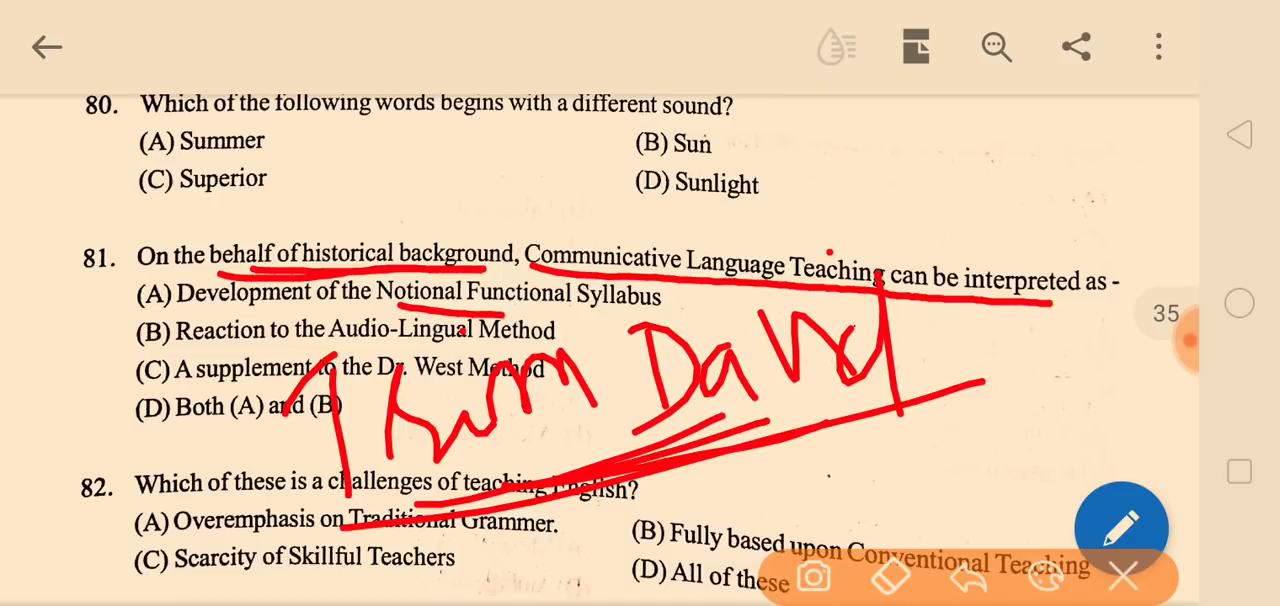 80. Which of the following words begins with a different sound?
(A) Summer (B) Sun
(C) Superior (D) Sunlight
81. On the behalf of historical background, Communicative Language Teaching can be interpreted as -
(A) Development of the Notional Functional Syllabus
35
(B) Reaction to the Audio-Lingual Method
(C) A supplement to the Dr. West Method
(D) Both (A) and (B)
David
82. Which of these is a challenges of teaching English?
(A) Overemphasis on Traditional Grammer. (B) Fully based upon Conventional Teaching
(C) Scarcity of Skillful Teachers (D) All of these